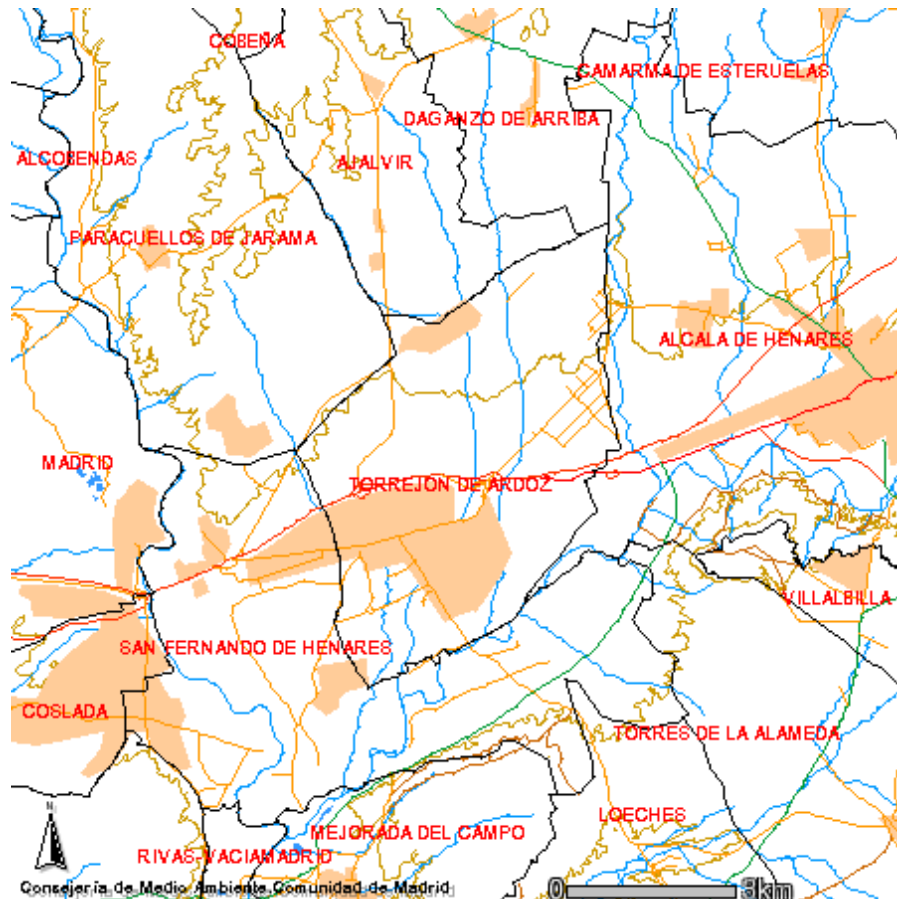 COBEÑA
CAMARMA DE ESTERUELAS
DAGANZO DE ARRIBA
ALCOBENDAS
AJALVIR
PARACUELLOS DE JARAMA
ALCALA DE HENARES
MADRID
TORREJON DE ARDOZ
VILLALBILLA
SAN FERNANDO DE HENARES
COSLADA
TORRES DE LA ALAMEDA
LOECHES
MEJORADA DEL CAMPO
RIVAS-VACIAMADRID
N
Consejería de Medio Ambiente.Comunidad de Madrid
0 3km